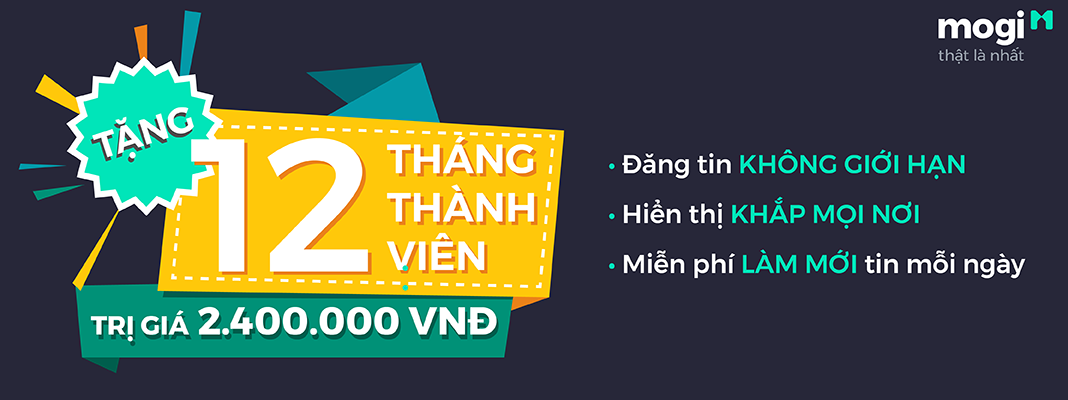 mogi
thật là nhất
TẶNG
12
THÁNG
THÀNH
VIÊN
TRỊ GIÁ 2.400.000 VNĐ
• Đăng tin KHÔNG GIỚI HẠN
• Hiển thị KHẮP MỌI NƠI
• Miễn phí LÀM MỚI tin mỗi ngày